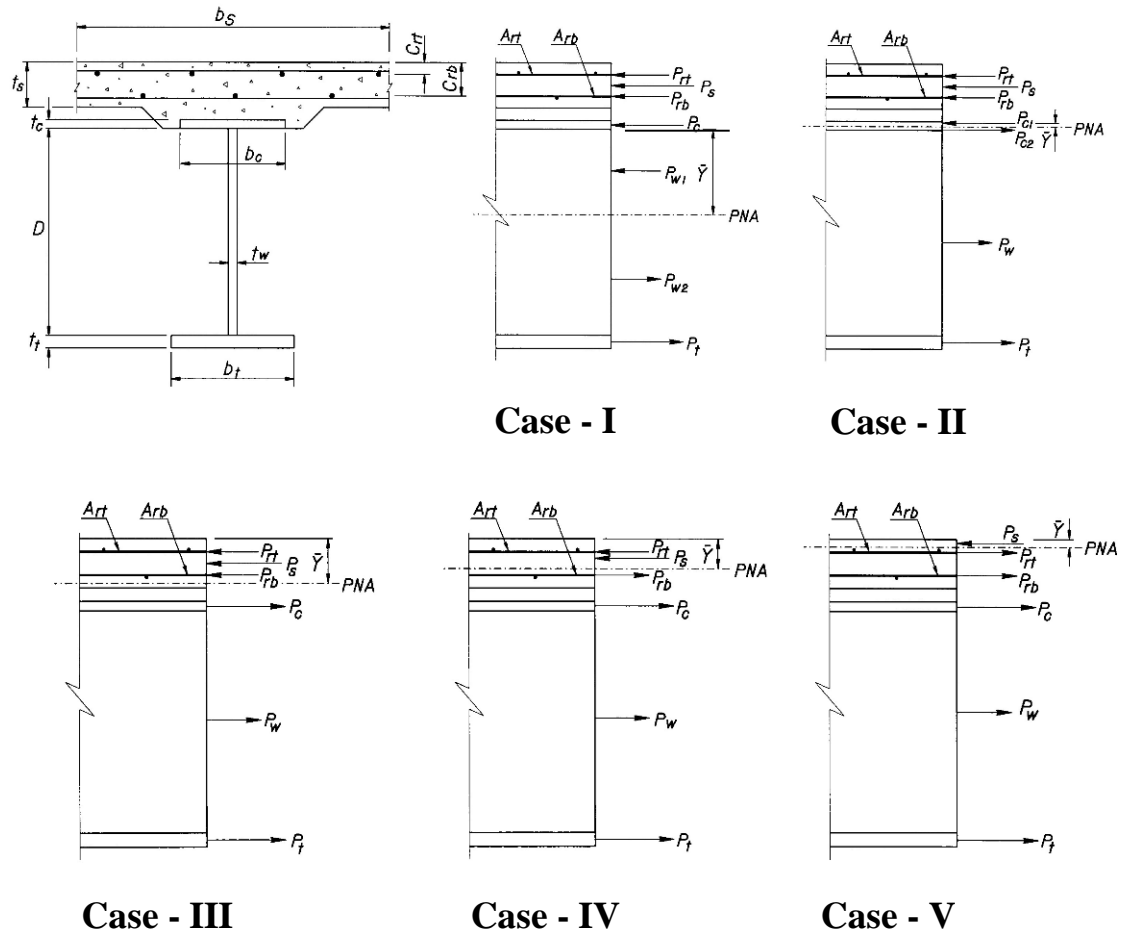 b_S
C_rt
C_rb
t_s
t_c
b_c
D
t_w
t_t
b_t
A_rt A_rb
P_rt
P_s
P_rb
P_c
P_w1
Ȳ
PNA
P_w2
P_t
Case - I
A_rt A_rb
P_rt
P_s
P_rb
P_c1
PNA
P_c2
Ȳ
P_w
P_t
Case - II
A_rt A_rb
P_rt
P_s
Ȳ
P_rb
PNA
P_c
P_w
P_t
Case - III
A_rt A_rb
P_rt
P_s
Ȳ
PNA
P_rb
P_c
P_w
P_t
Case - IV
A_rt A_rb
P_s
Ȳ
PNA
P_rt
P_rb
P_c
P_w
P_t
Case - V